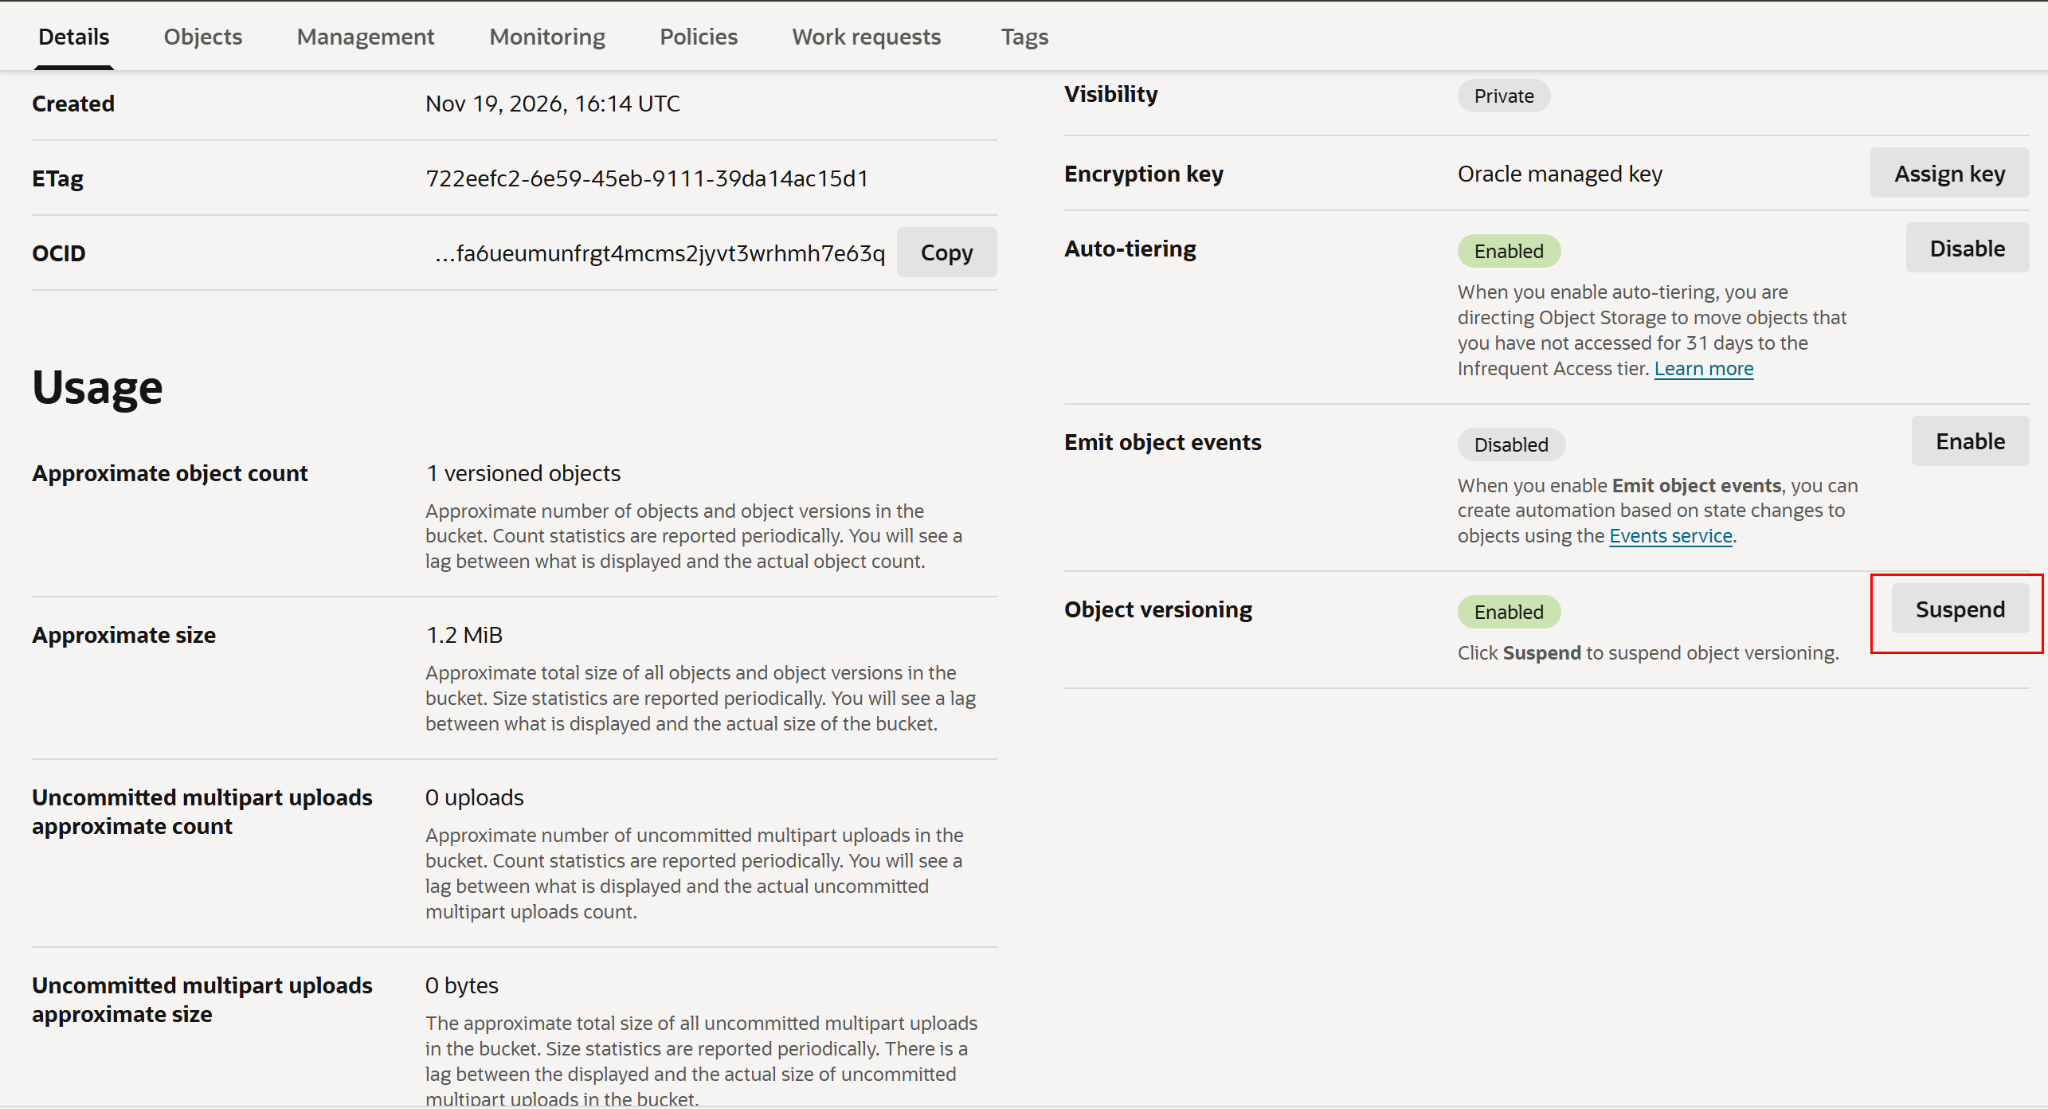 Details Objects Management Monitoring Policies Work requests Tags
Created Nov 19, 2026, 16:14 UTC
ETag 722eefc2-6e59-45eb-9111-39da14ac15d1
OCID ...fa6ueumunfrgt4mcms2jyvt3wrhmh7e63q Copy
Usage
Approximate object count 1 versioned objects
Approximate number of objects and object versions in the
bucket. Count statistics are reported periodically. You will see a
lag between what is displayed and the actual object count.
Approximate size 1.2 MiB
Approximate total size of all objects and object versions in the
bucket. Size statistics are reported periodically. You will see a lag
between what is displayed and the actual size of the bucket.
Uncommitted multipart uploads
approximate count
0 uploads
Approximate number of uncommitted multipart uploads in the
bucket. Count statistics are reported periodically. You will see a
lag between what is displayed and the actual uncommitted
multipart uploads count.
Uncommitted multipart uploads
approximate size
0 bytes
The approximate total size of all uncommitted multipart uploads
in the bucket. Size statistics are reported periodically. There is a
lag between the displayed and the actual size of uncommitted
multipart uploads in the bucket.
Visibility Private
Encryption key Oracle managed key Assign key
Auto-tiering Enabled Disable
When you enable auto-tiering, you are
directing Object Storage to move objects that
you have not accessed for 31 days to the
Infrequent Access tier. Learn more
Emit object events Disabled Enable
When you enable Emit object events, you can
create automation based on state changes to
objects using the Events service.
Object versioning Enabled Suspend
Click Suspend to suspend object versioning.